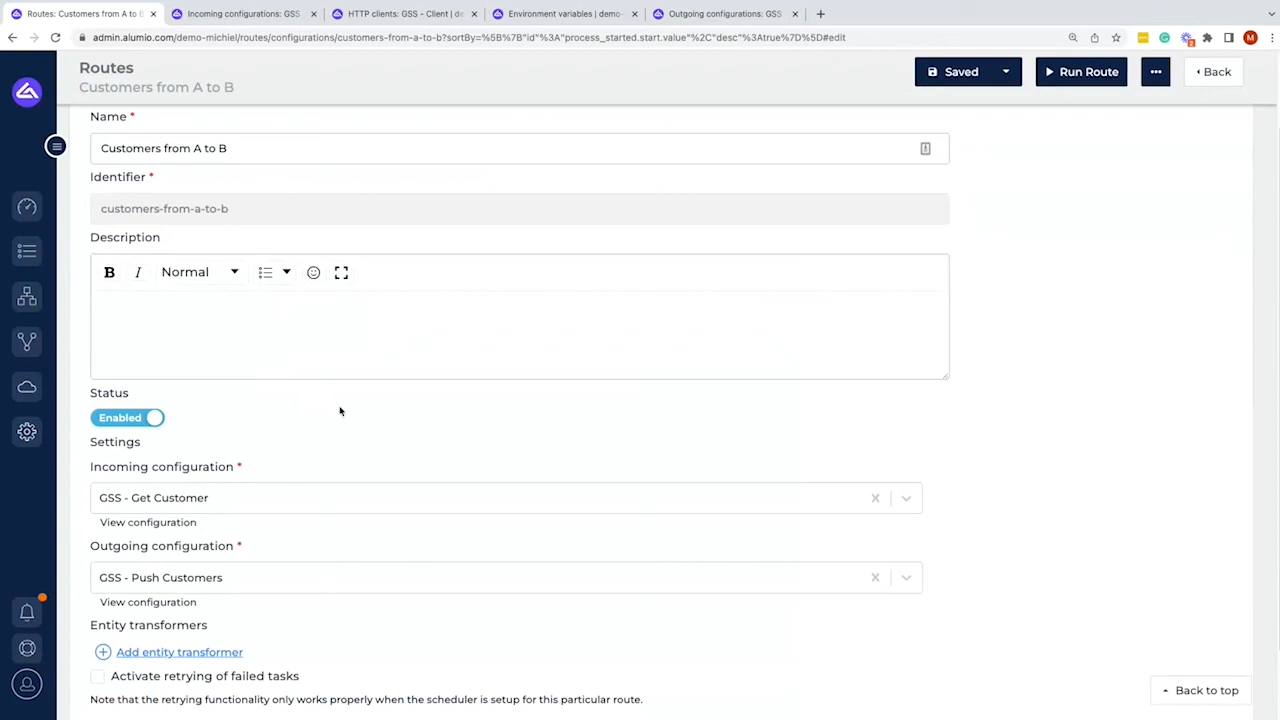 Routes: Customers from A to B
Incoming configurations: GSS
HTTP clients: GSS - Client | de
Environment variables | demo-
Outgoing configurations: GSS
admin.alumio.com/demo-michiel/routes/configurations/customers-from-a-to-b?sortBy=%5B%7B"id"%3A"process_started.start.value"%2C"desc"%3Atrue%7D%5D#edit
M
Routes
Customers from A to B
Saved
Run Route
Back
Name *
Customers from A to B
Identifier *
customers-from-a-to-b
Description
B I Normal
Status
Enabled
Settings
Incoming configuration *
GSS - Get Customer
View configuration
Outgoing configuration *
GSS - Push Customers
View configuration
Entity transformers
Add entity transformer
Activate retrying of failed tasks
Note that the retrying functionality only works properly when the scheduler is setup for this particular route.
Back to top